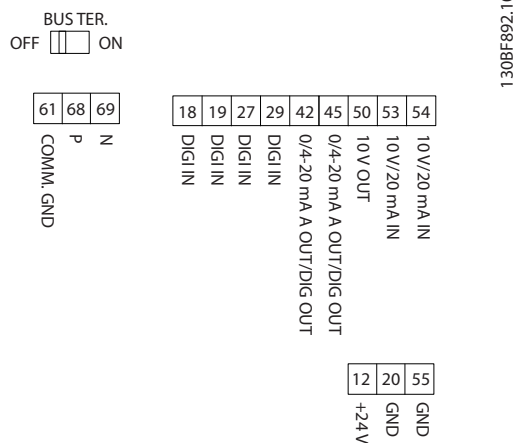 BUS TER.
OFF ON
130BF892.10
61 68 69
COMM. GND
P
N
18 19 27 29 42 45 50 53 54
DIGI IN
DIGI IN
DIGI IN
DIGI IN
0/4-20 mA A OUT/DIG OUT
0/4-20 mA A OUT/DIG OUT
10 V OUT
10 V/20 mA IN
10 V/20 mA IN
12 20 55
+24 V
GND
GND